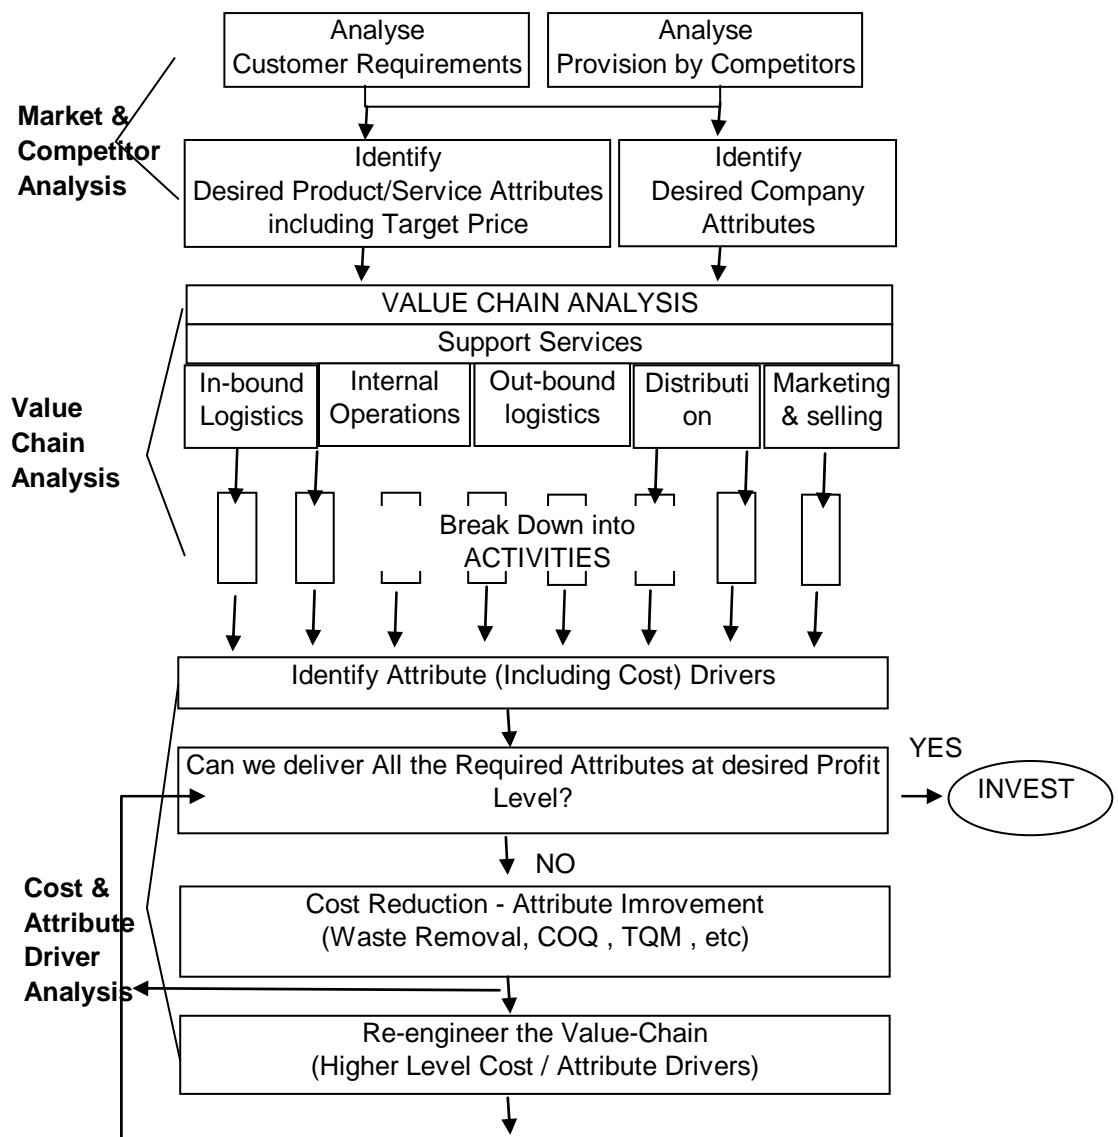 Analyse
Customer Requirements
Analyse
Provision by Competitors
Market &
Competitor
Analysis
Identify
Desired Product/Service Attributes
including Target Price
Identify
Desired Company
Attributes
VALUE CHAIN ANALYSIS
Support Services
In-bound
Logistics
Internal
Operations
Out-bound
logistics
Distributi
on
Marketing
& selling
Value
Chain
Analysis
Break Down into
ACTIVITIES
Identify Attribute (Including Cost) Drivers
Can we deliver All the Required Attributes at desired Profit
Level?
YES
INVEST
NO
Cost &
Attribute
Driver
Analysis
Cost Reduction - Attribute Imrovement
(Waste Removal, COQ , TQM , etc)
Re-engineer the Value-Chain
(Higher Level Cost / Attribute Drivers)